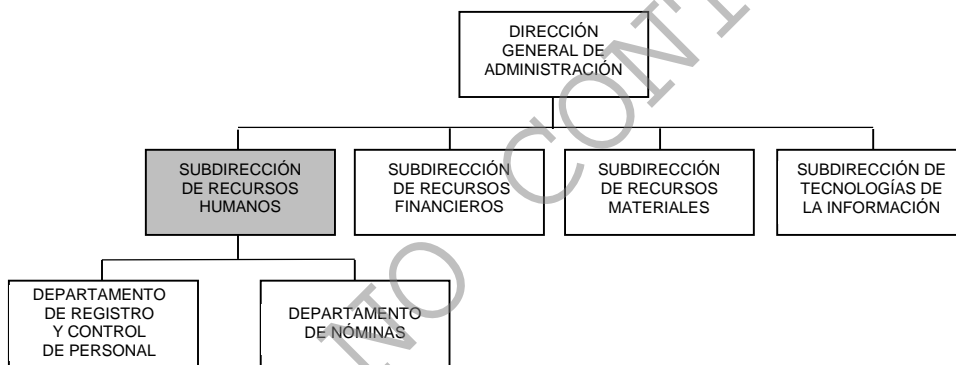 DIRECCIÓN
GENERAL DE
ADMINISTRACIÓN
SUBDIRECCIÓN
DE RECURSOS
HUMANOS
SUBDIRECCIÓN
DE RECURSOS
FINANCIEROS
SUBDIRECCIÓN
DE RECURSOS
MATERIALES
SUBDIRECCIÓN DE
TECNOLOGÍAS DE
LA INFORMACIÓN
DEPARTAMENTO
DE REGISTRO
Y CONTROL
DE PERSONAL
DEPARTAMENTO
DE NÓMINAS
NO